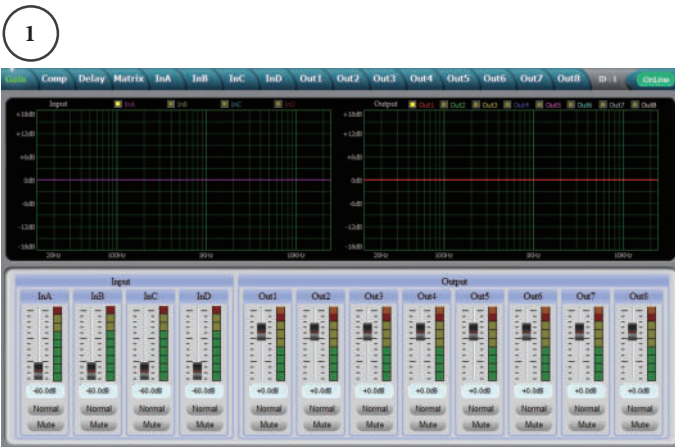 1
Gain Comp Delay Matrix InA InB InC InD Out1 Out2 Out3 Out4 Out5 Out6 Out7 Out8 ID : 1 OnLine
Input InA InB InC InD Output Out1 Out2 Out3 Out4 Out5 Out6 Out7 Out8
+18dB +18dB
+12dB +12dB
+6dB +6dB
0dB 0dB
-6dB -6dB
-12dB -12dB
-18dB -18dB
20Hz 100Hz 1KHz 10KHz 20Hz 100Hz 1KHz 10KHz
Input Output
InA InB InC InD Out1 Out2 Out3 Out4 Out5 Out6 Out7 Out8
-60.0dB -60.0dB -60.0dB -60.0dB +0.0dB +0.0dB +0.0dB +0.0dB +0.0dB +0.0dB +0.0dB +0.0dB
Normal Normal Normal Normal Normal Normal Normal Normal Normal Normal Normal Normal
Mute Mute Mute Mute Mute Mute Mute Mute Mute Mute Mute Mute